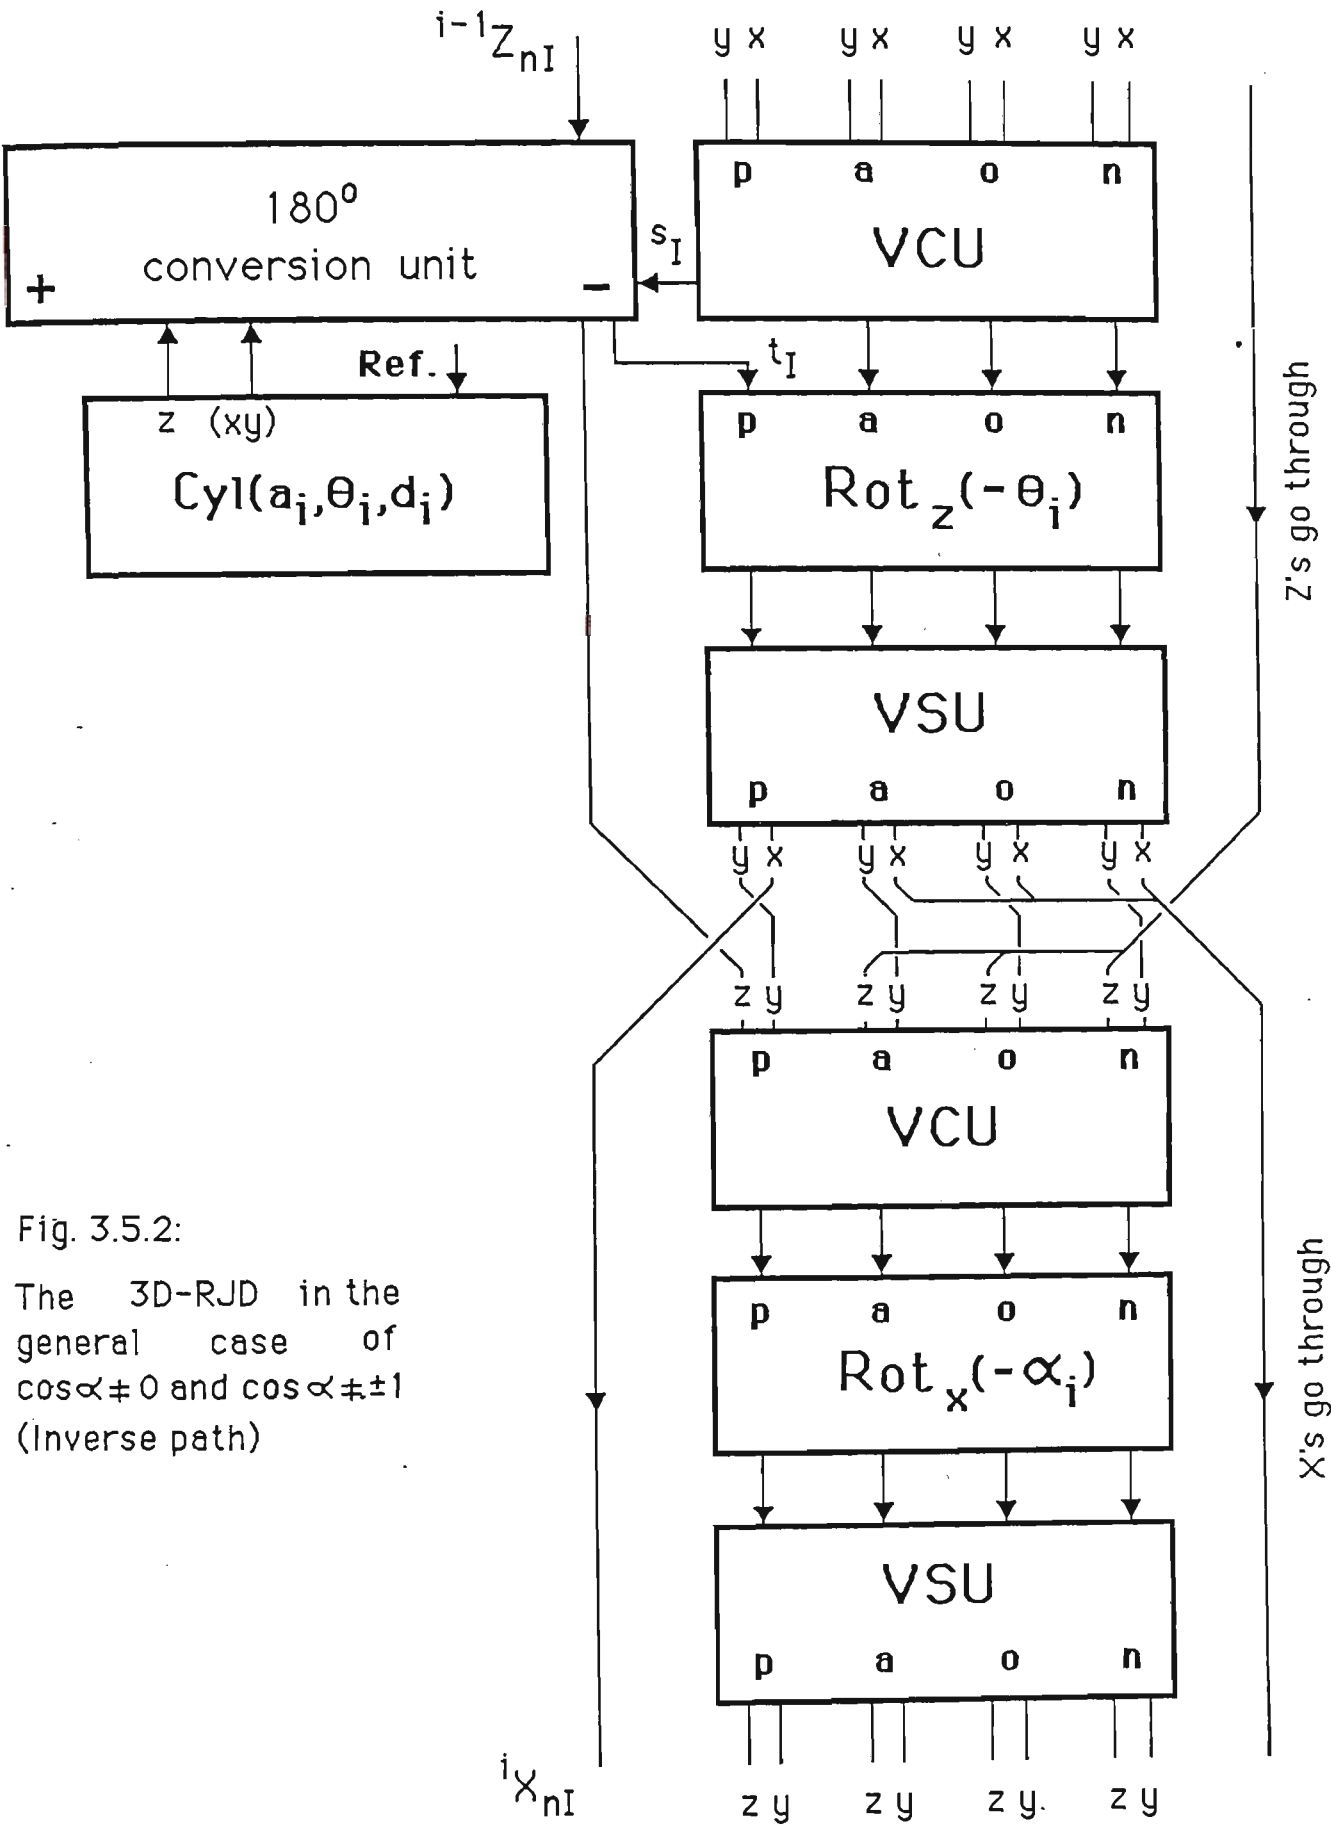 i-1ZnI
y x y x y x y x
p a o n
VCU
180⁰
conversion unit
+ −
sI
tI
Ref.
z (xy)
Cyl(ai,θi,di)
p a o n
Rotz(-θi)
Z's go through
VSU
p a o n
y x y x y x y x
z y z y z y z y
p a o n
VCU
p a o n
Rotx(-αi)
X's go through
VSU
p a o n
z y z y z y. z y
iXnI
Fig. 3.5.2:
The 3D-RJD in the
general case of
cosα≠0 and cosα≠±1
(Inverse path)